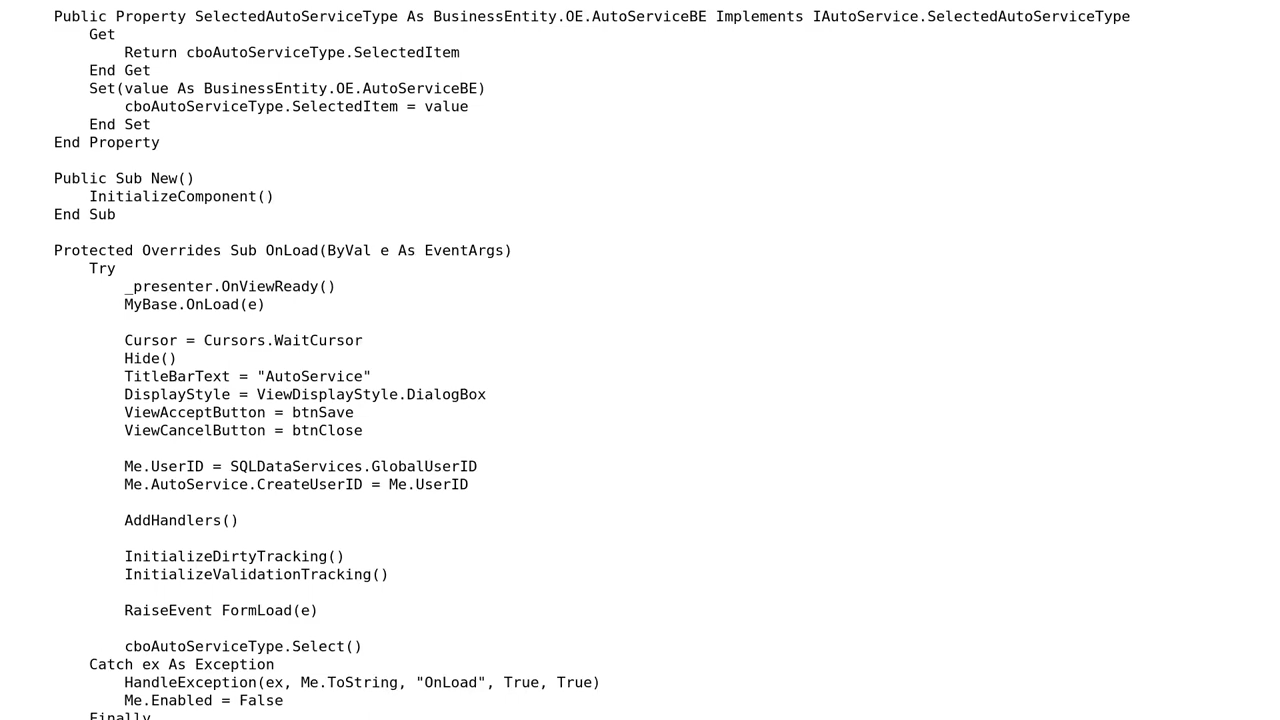 Public Property SelectedAutoServiceType As BusinessEntity.OE.AutoServiceBE Implements IAutoService.SelectedAutoServiceType
    Get
        Return cboAutoServiceType.SelectedItem
    End Get
    Set(value As BusinessEntity.OE.AutoServiceBE)
        cboAutoServiceType.SelectedItem = value
    End Set
End Property

Public Sub New()
    InitializeComponent()
End Sub

Protected Overrides Sub OnLoad(ByVal e As EventArgs)
    Try
        _presenter.OnViewReady()
        MyBase.OnLoad(e)

        Cursor = Cursors.WaitCursor
        Hide()
        TitleBarText = "AutoService"
        DisplayStyle = ViewDisplayStyle.DialogBox
        ViewAcceptButton = btnSave
        ViewCancelButton = btnClose

        Me.UserID = SQLDataServices.GlobalUserID
        Me.AutoService.CreateUserID = Me.UserID

        AddHandlers()

        InitializeDirtyTracking()
        InitializeValidationTracking()

        RaiseEvent FormLoad(e)

        cboAutoServiceType.Select()
    Catch ex As Exception
        HandleException(ex, Me.ToString, "OnLoad", True, True)
        Me.Enabled = False
    Finally